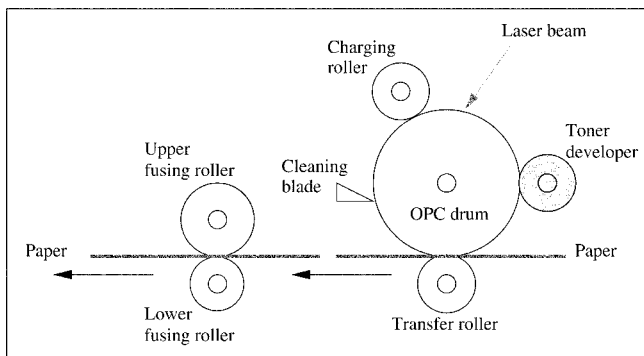 Laser beam
Charging
roller
Toner
developer
Upper
fusing roller
Cleaning
blade
OPC drum
Paper
Paper
Lower
fusing roller
Transfer roller